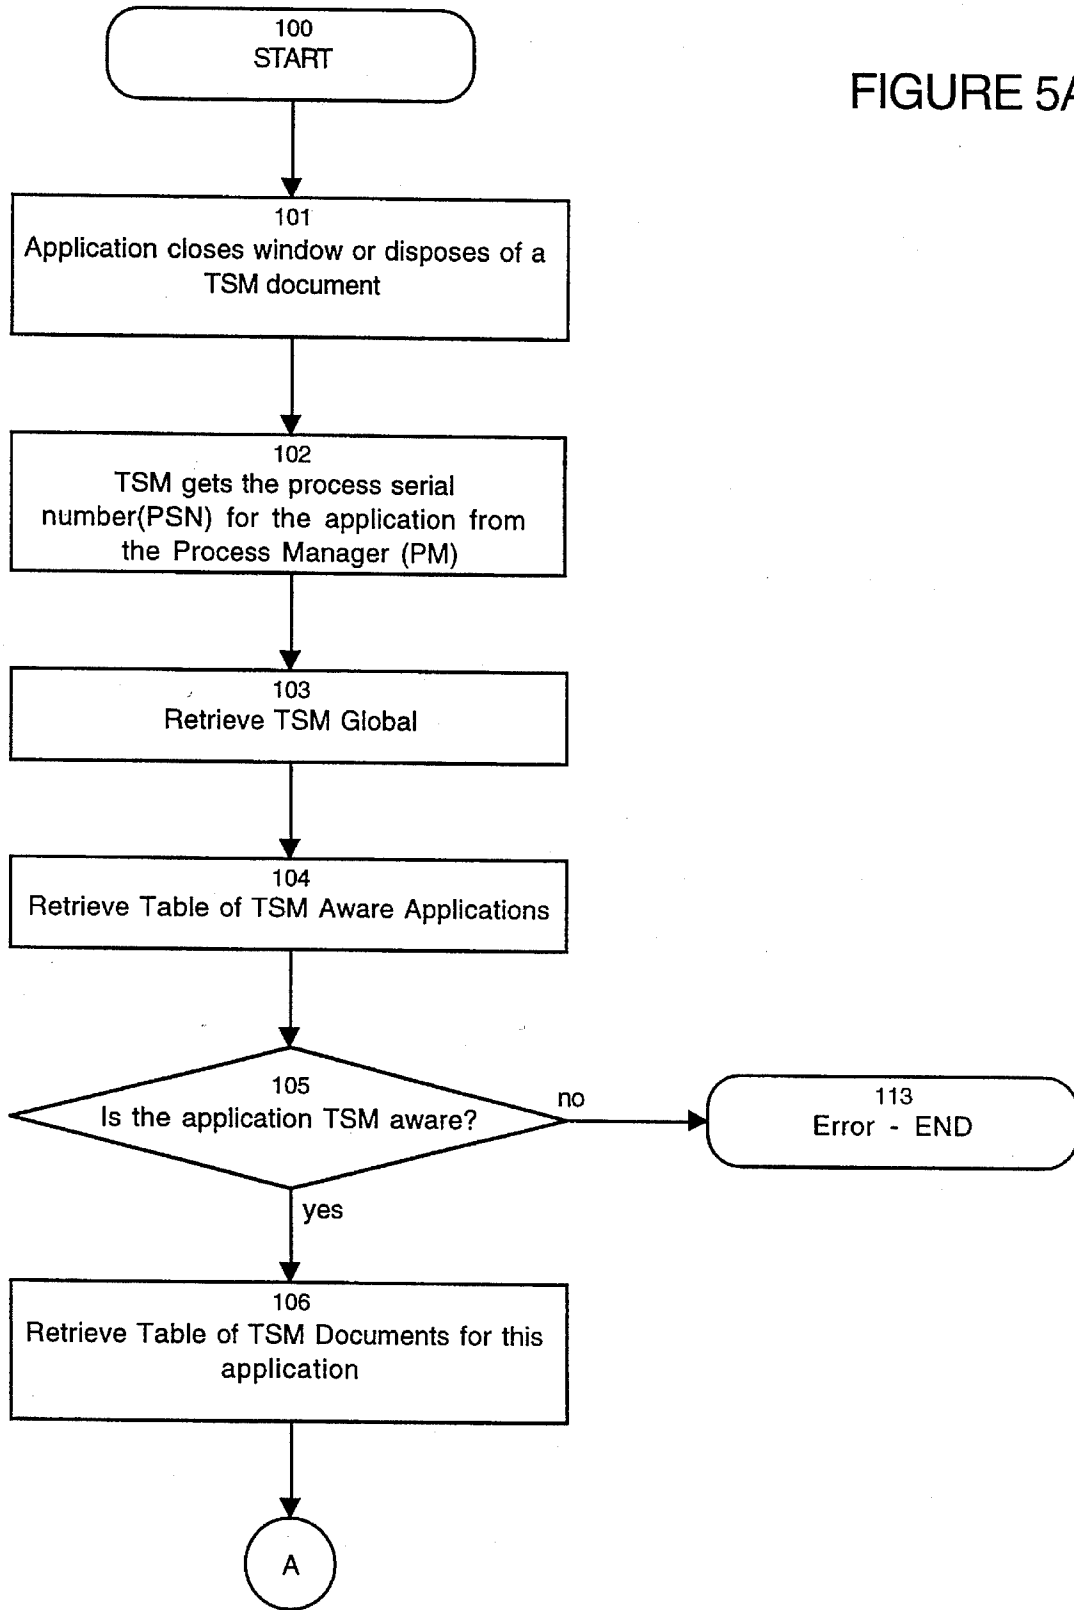 100
START
FIGURE 5A
101
Application closes window or disposes of a
TSM document
102
TSM gets the process serial
number(PSN) for the application from
the Process Manager (PM)
103
Retrieve TSM Global
104
Retrieve Table of TSM Aware Applications
105
Is the application TSM aware?
no
113
Error - END
yes
106
Retrieve Table of TSM Documents for this
application
A